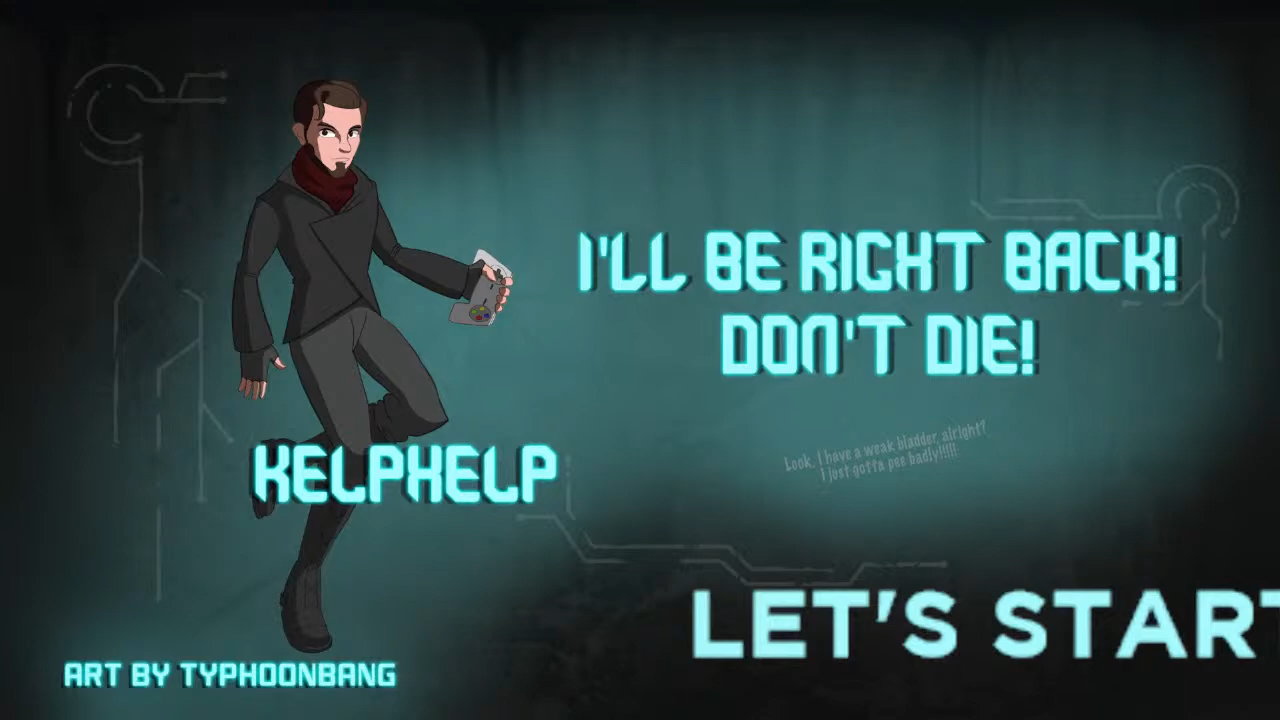 I'LL BE RIGHT BACK!
DON'T DIE!
Look, I have a weak bladder, alright?
I jost gotta pee badly!!!!!
KELPHELP
LET'S START
ART BY TYPHOONBANG